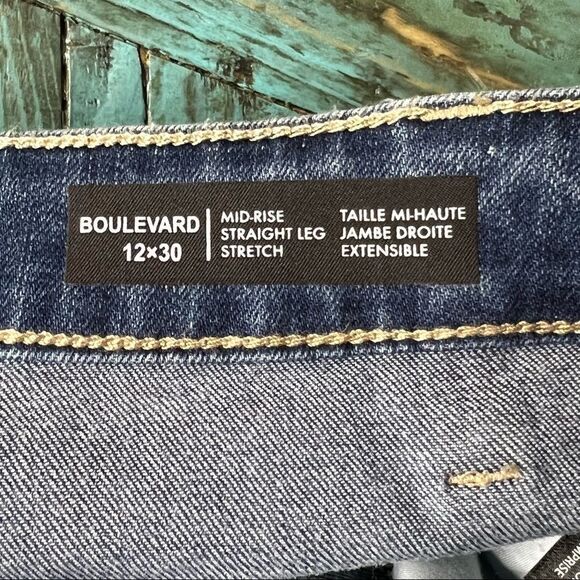 BOULEVARD
12×30
MID-RISE
STRAIGHT LEG
STRETCH
TAILLE MI-HAUTE
JAMBE DROITE
EXTENSIBLE